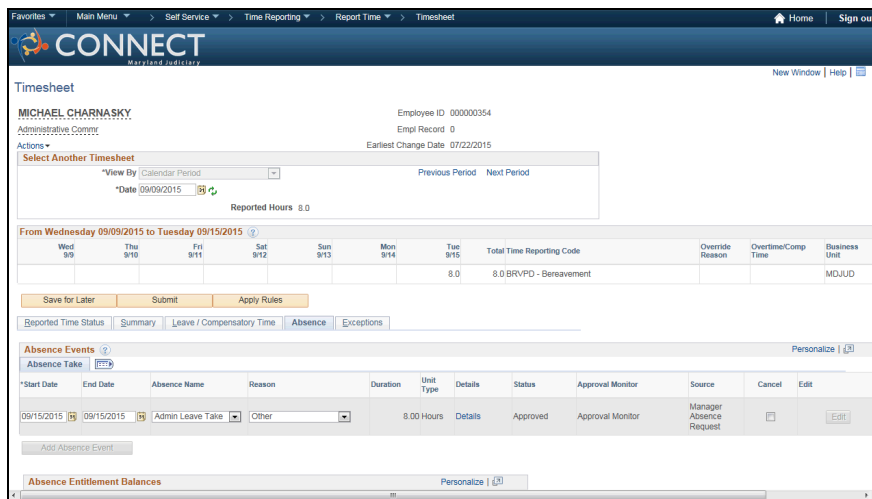 Favorites Main Menu > Self Service > Time Reporting > Report Time > Timesheet Home Sign ou
CONNECT
Maryland Judiciary
New Window | Help |
Timesheet
MICHAEL CHARNASKY Employee ID 000000354
Administrative Commr Empl Record 0
Actions Earliest Change Date 07/22/2015
Select Another Timesheet
*View By Calendar Period Previous Period Next Period
*Date 09/09/2015
Reported Hours 8.0
From Wednesday 09/09/2015 to Tuesday 09/15/2015
Wed 9/9 Thu 9/10 Fri 9/11 Sat 9/12 Sun 9/13 Mon 9/14 Tue 9/15 Total Time Reporting Code Override Reason Overtime/Comp Time Business Unit
8.0 8.0 BRVPD - Bereavement MDJUD
Save for Later Submit Apply Rules
Reported Time Status Summary Leave / Compensatory Time Absence Exceptions
Absence Events Personalize |
Absence Take
*Start Date End Date Absence Name Reason Duration Unit Type Details Status Approval Monitor Source Cancel Edit
09/15/2015 09/15/2015 Admin Leave Take Other 8.00 Hours Details Approved Approval Monitor Manager Absence Request Edit
Add Absence Event
Absence Entitlement Balances Personalize |